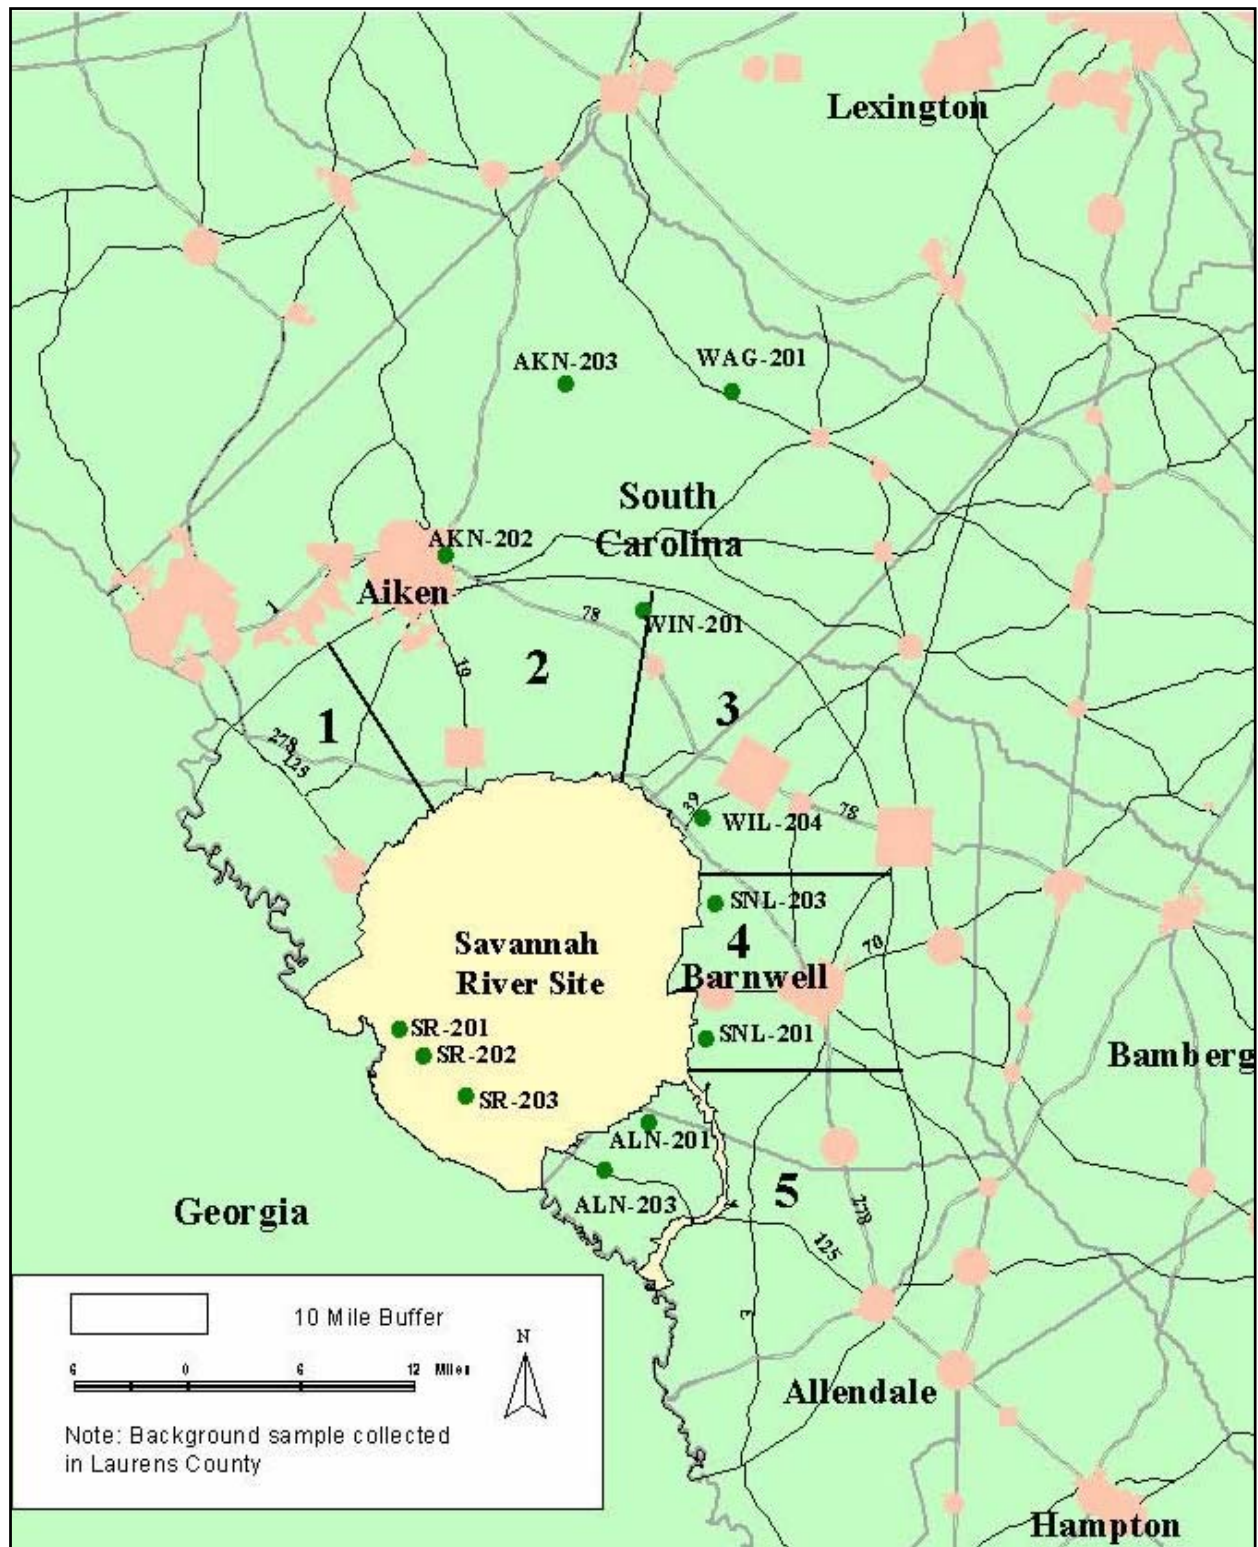 Lexington
AKN-203
WAG-201
South
Carolina
AKN-202
Aiken
1
78
WIN-201
19
2
3
1
278
125
39
WIL-204
78
SNL-203
Savannah
River Site
4
70
Barnwell
SR-201
SNL-201
SR-202
Bamberg
SR-203
ALN-201
5
ALN-203
278
Georgia
125
3
10 Mile Buffer
N
6 0 6 12 Miles
Allendale
Note: Background sample collected
in Laurens County
Hampton